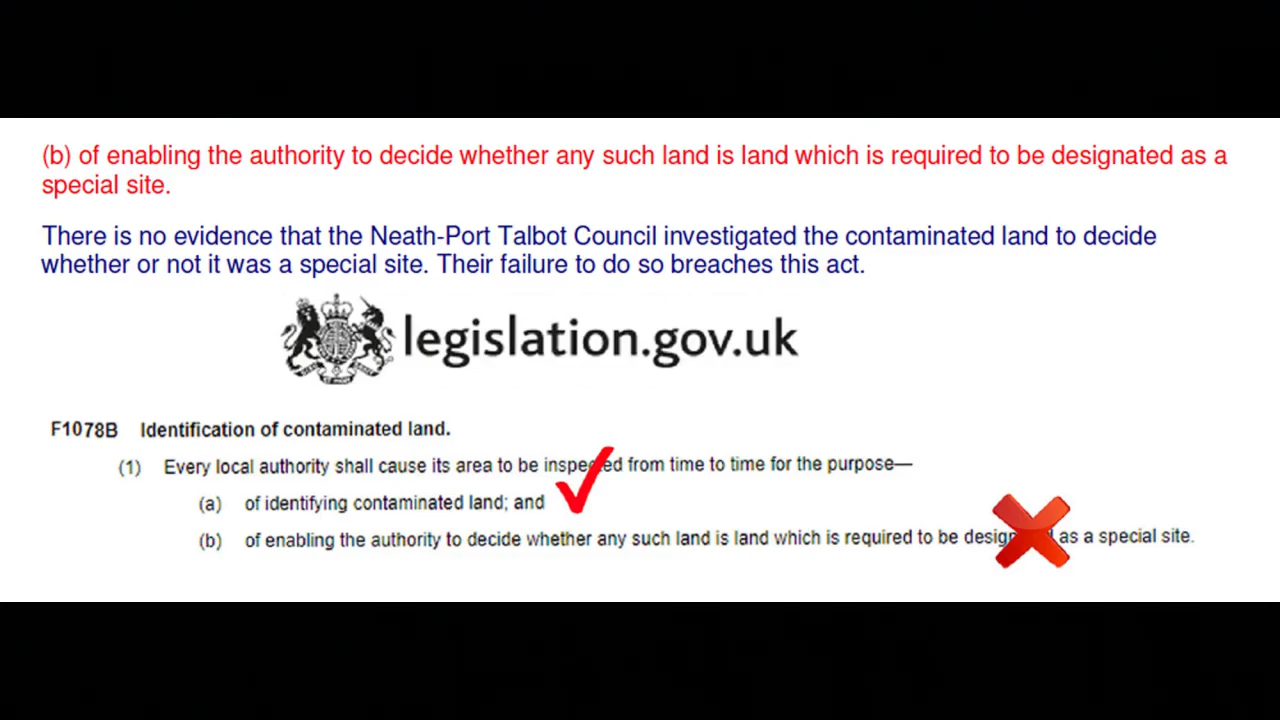 (b) of enabling the authority to decide whether any such land is land which is required to be designated as a
special site.
There is no evidence that the Neath-Port Talbot Council investigated the contaminated land to decide
whether or not it was a special site. Their failure to do so breaches this act.
legislation.gov.uk
F1078B Identification of contaminated land.
(1) Every local authority shall cause its area to be inspected from time to time for the purpose—
(a) of identifying contaminated land; and
(b) of enabling the authority to decide whether any such land is land which is required to be designated as a special site.